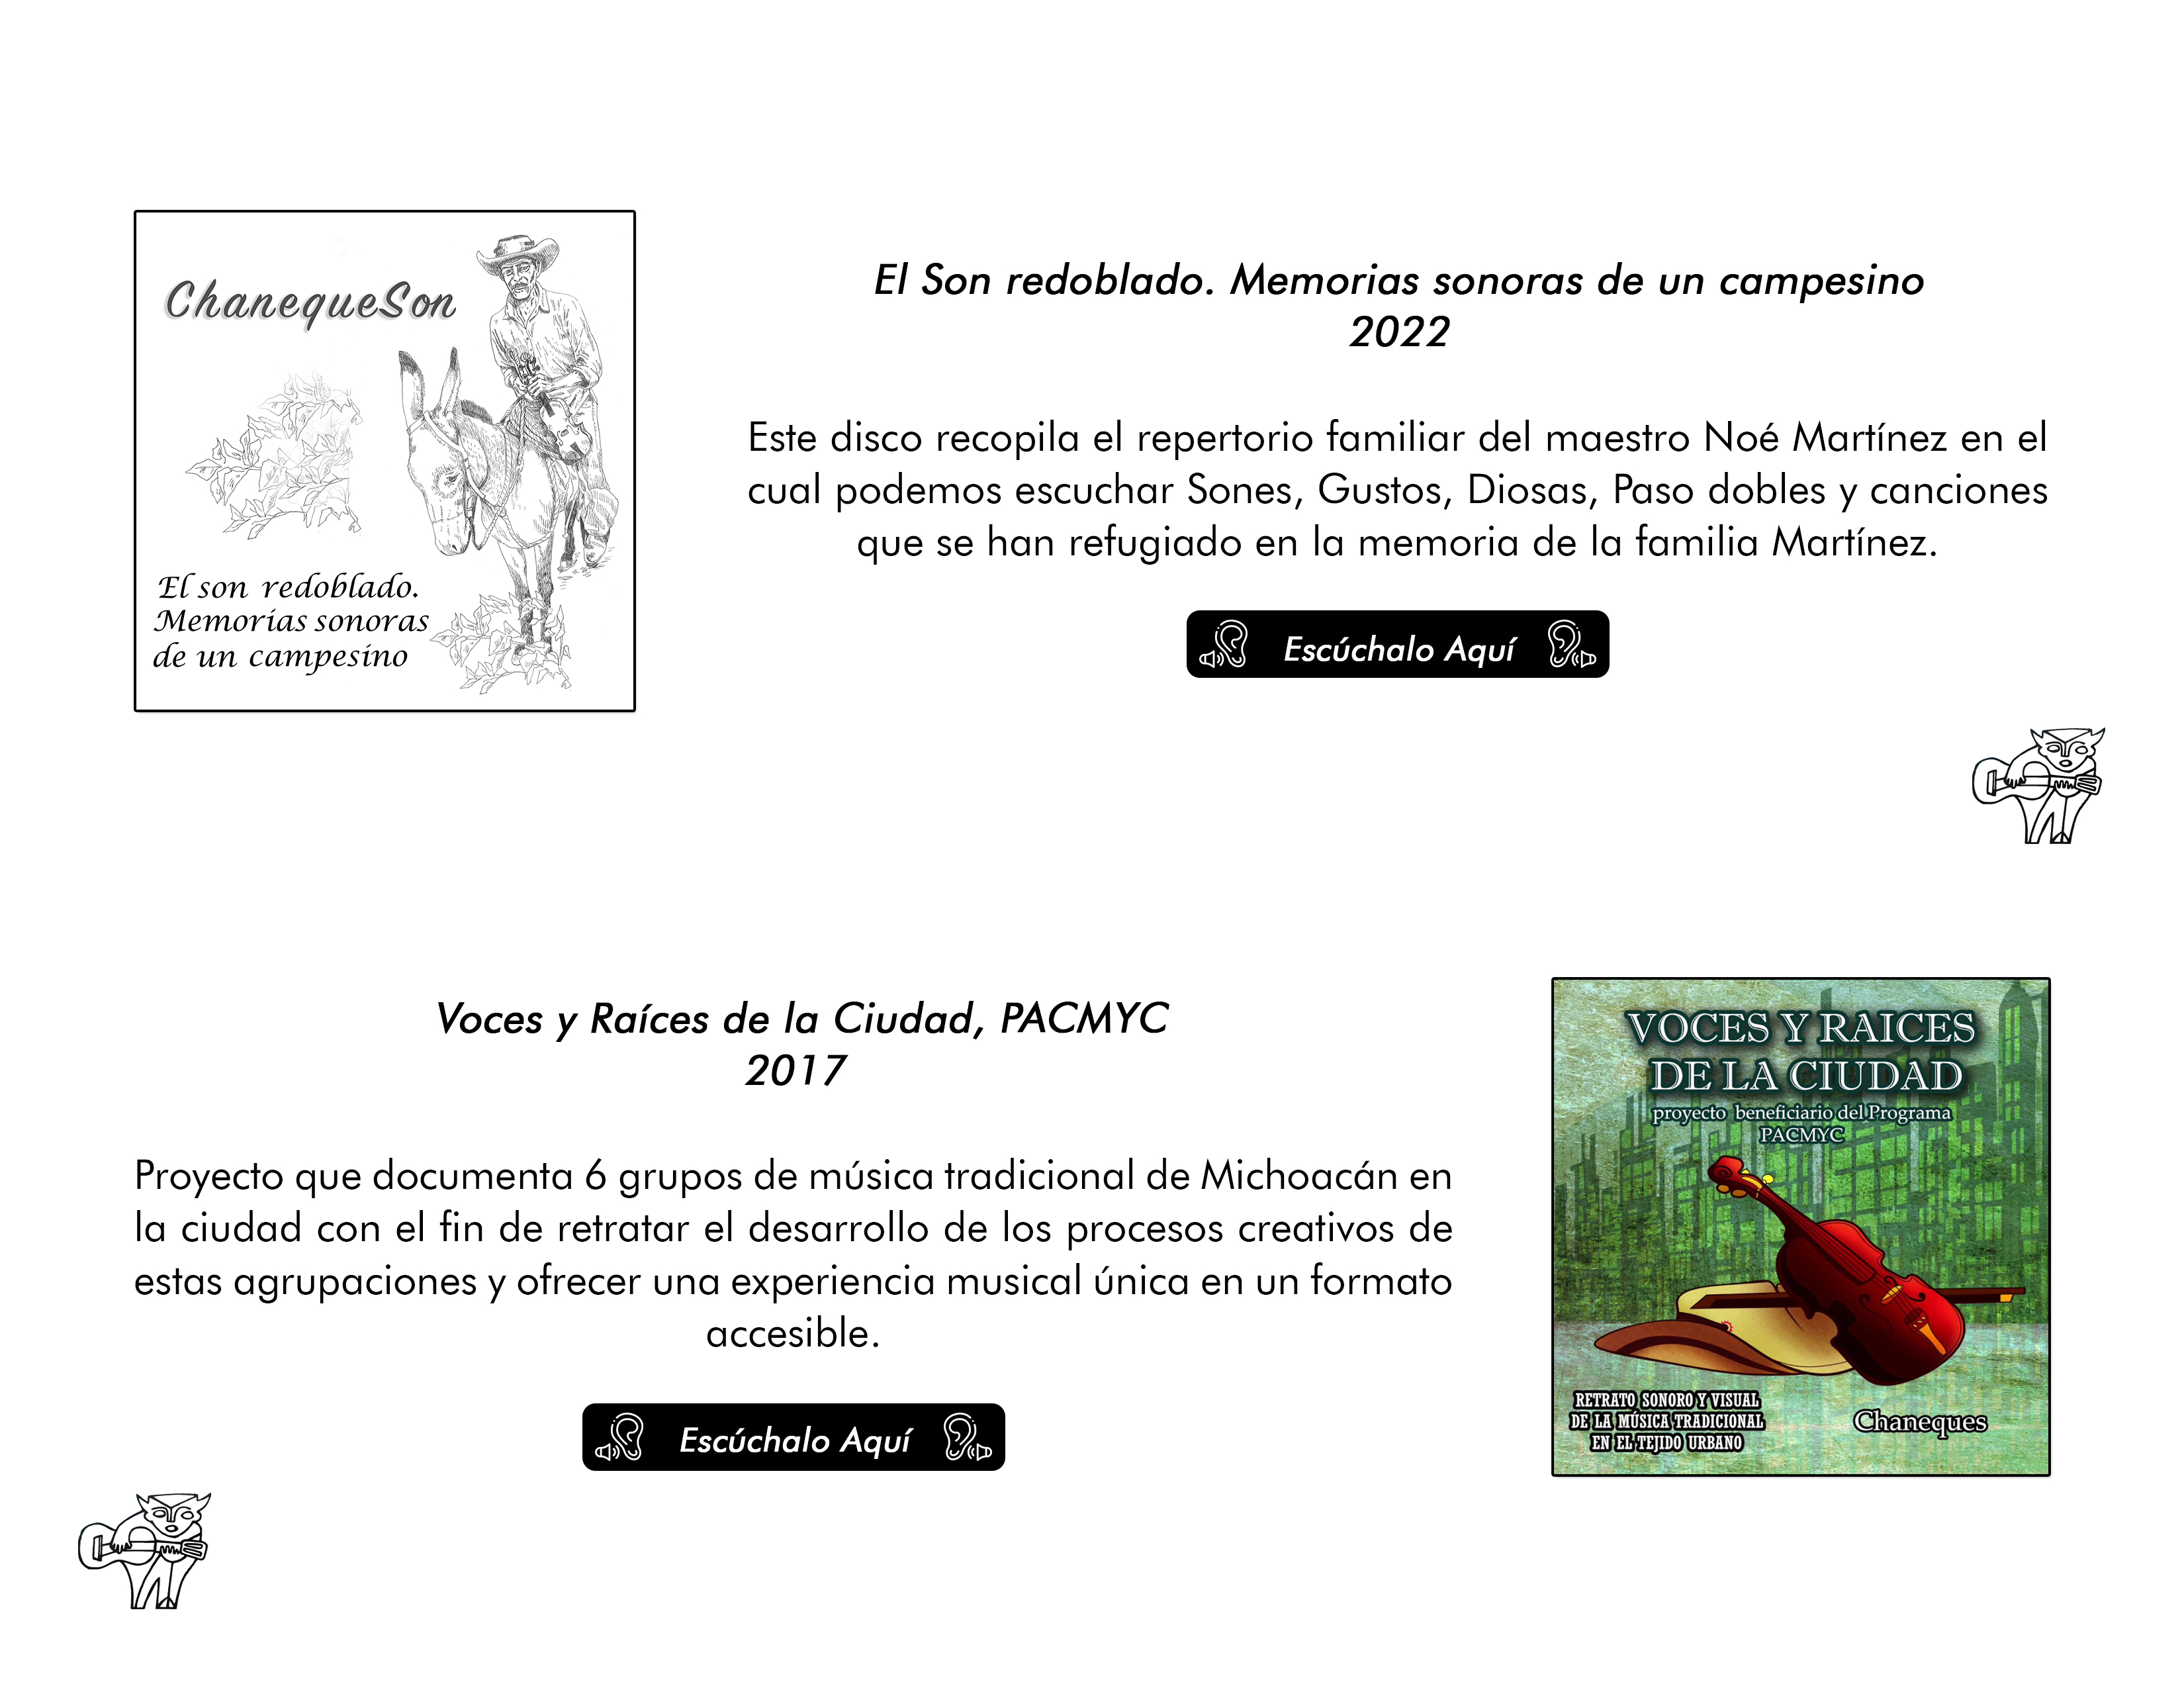 ChanequeSon
El son redoblado.
Memorias sonoras
de un campesino
El Son redoblado. Memorias sonoras de un campesino
2022
Este disco recopila el repertorio familiar del maestro Noé Martínez en el
cual podemos escuchar Sones, Gustos, Diosas, Paso dobles y canciones
que se han refugiado en la memoria de la familia Martínez.
Escúchalo Aquí
Voces y Raíces de la Ciudad, PACMYC
2017
Proyecto que documenta 6 grupos de música tradicional de Michoacán en
la ciudad con el fin de retratar el desarrollo de los procesos creativos de
estas agrupaciones y ofrecer una experiencia musical única en un formato
accesible.
Escúchalo Aquí
VOCES Y RAICES
DE LA CIUDAD
proyecto beneficiario del Programa
PACMYC
RETRATO SONORO Y VISUAL
DE LA MÚSICA TRADICIONAL
EN EL TEJIDO URBANO
Chaneques